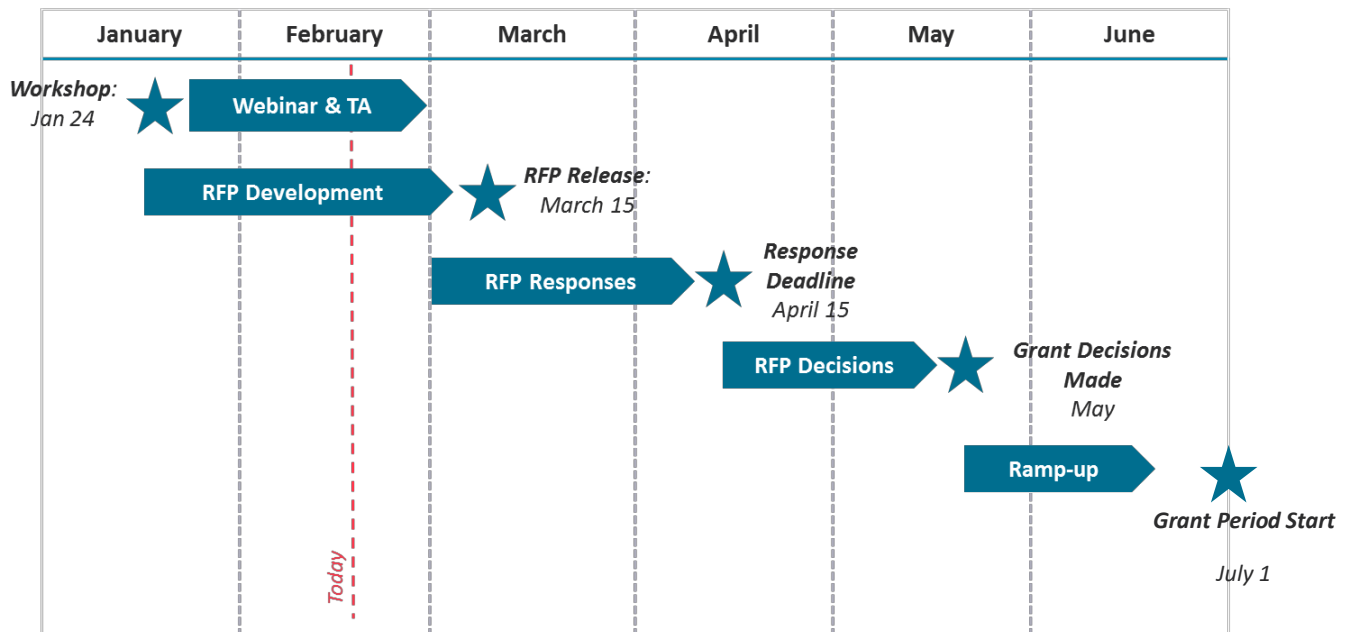 January February March April May June
Workshop:
Jan 24
Webinar & TA
RFP Development
RFP Release:
March 15
RFP Responses
Response
Deadline
April 15
RFP Decisions
Grant Decisions
Made
May
Ramp-up
Grant Period Start
July 1
Today